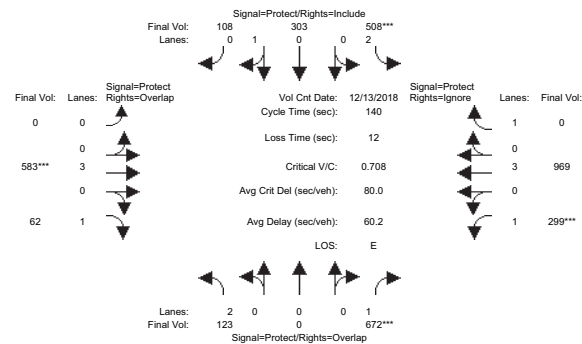 Signal=Protect/Rights=Include
Final Vol: 108 303 508***
Lanes: 0 1 0 0 2
Signal=Protect
Final Vol: Lanes: Rights=Overlap
Vol Cnt Date: 12/13/2018
Signal=Protect
Rights=Ignore Lanes: Final Vol:
Cycle Time (sec): 140
0 0
1 0
Loss Time (sec): 12
0
0
583*** 3
Critical V/C: 0.708
3 969
0
Avg Crit Del (sec/veh): 80.0
0
62 1
Avg Delay (sec/veh): 60.2
1 299***
LOS: E
Lanes: 2 0 0 0 1
Final Vol: 123 0 672***
Signal=Protect/Rights=Overlap